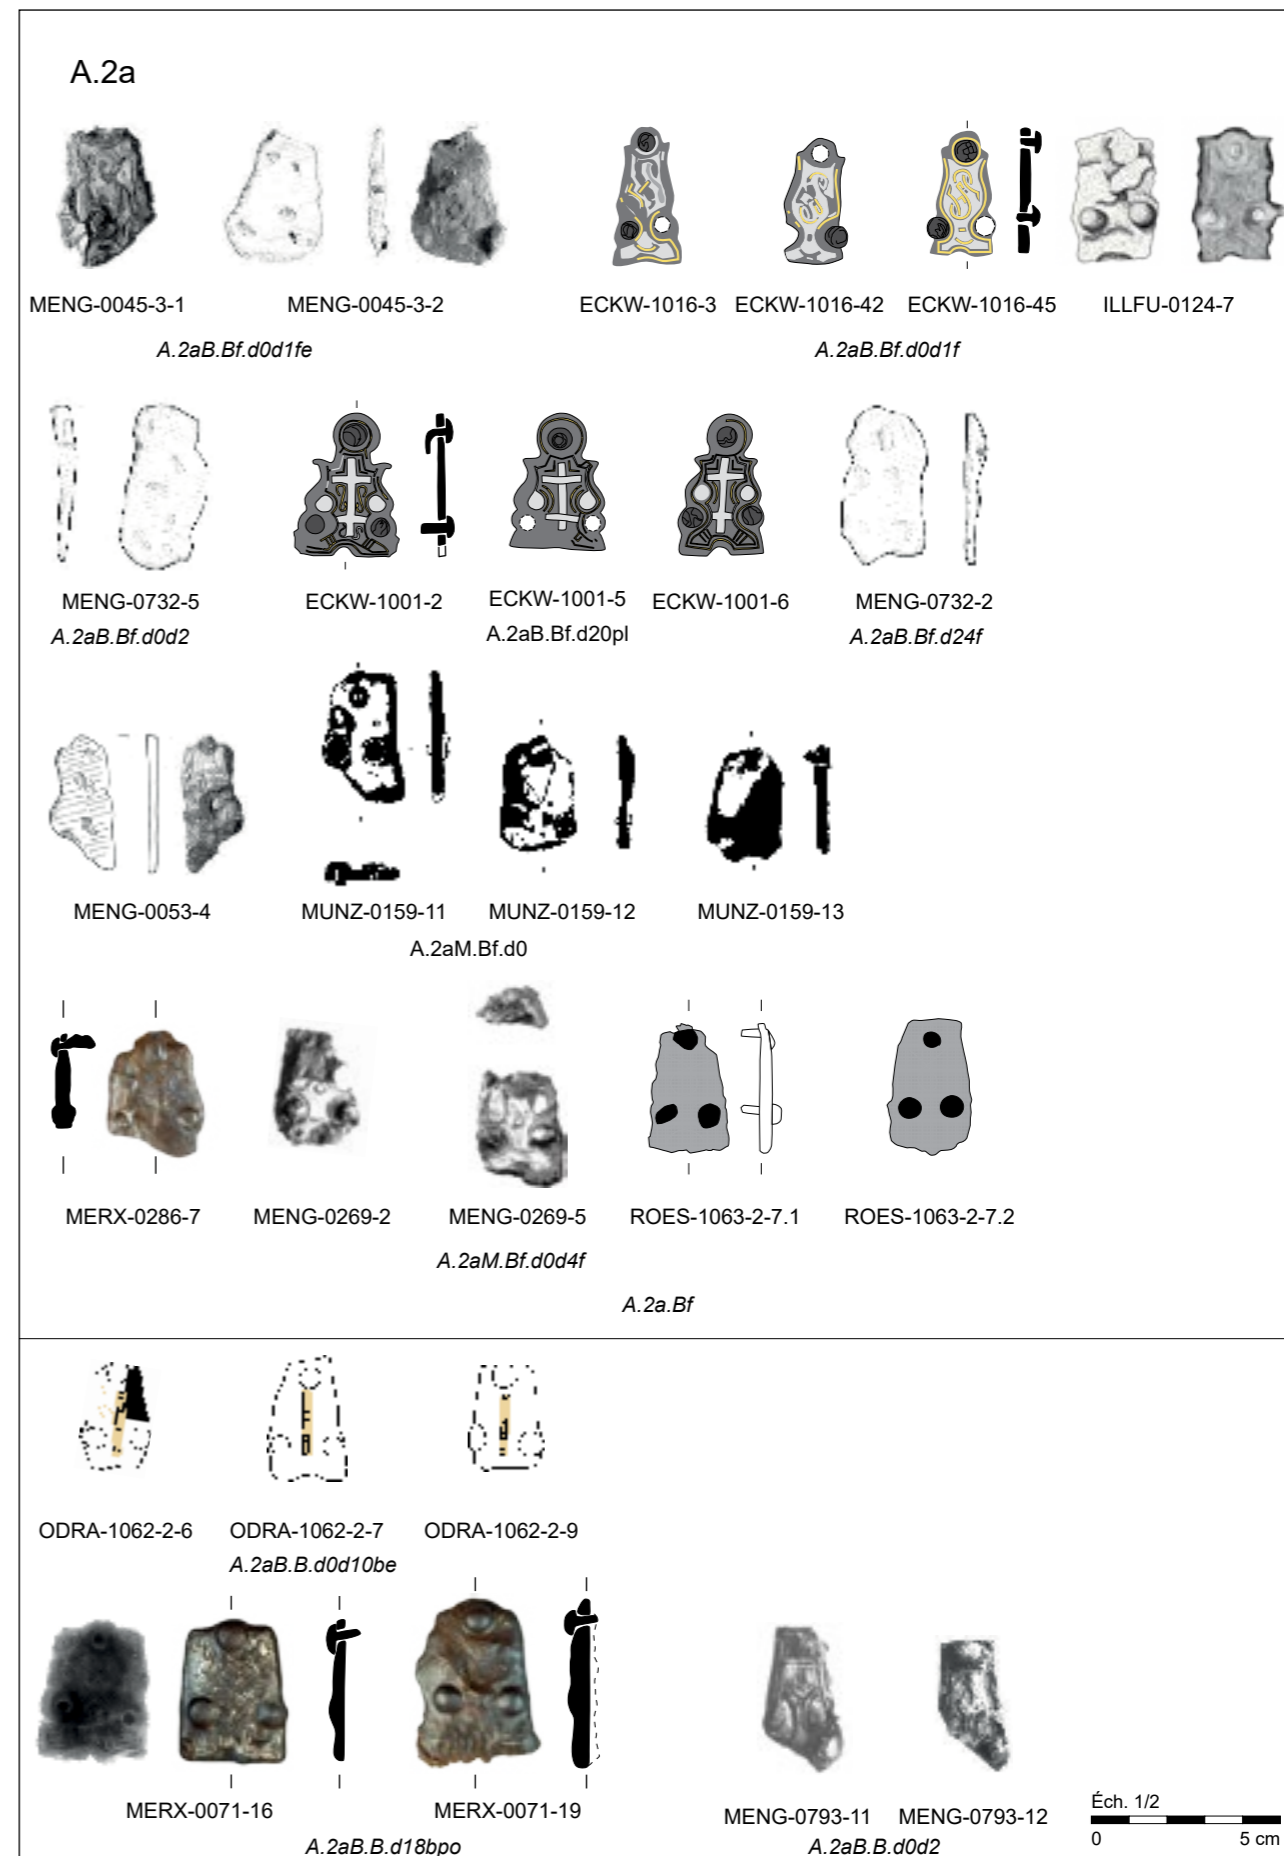 A.2a
MENG-0045-3-1 MENG-0045-3-2 ECKW-1016-3 ECKW-1016-42 ECKW-1016-45 ILLFU-0124-7
A.2aB.Bf.d0d1fe A.2aB.Bf.d0d1f
MENG-0732-5 ECKW-1001-2 ECKW-1001-5 ECKW-1001-6 MENG-0732-2
A.2aB.Bf.d0d2 A.2aB.Bf.d20pl A.2aB.Bf.d24f
MENG-0053-4 MUNZ-0159-11 MUNZ-0159-12 MUNZ-0159-13
A.2aM.Bf.d0
MERX-0286-7 MENG-0269-2 MENG-0269-5 ROES-1063-2-7.1 ROES-1063-2-7.2
A.2aM.Bf.d0d4f
A.2a.Bf
ODRA-1062-2-6 ODRA-1062-2-7 ODRA-1062-2-9
A.2aB.B.d0d10be
MERX-0071-16 MERX-0071-19 MENG-0793-11 MENG-0793-12
A.2aB.B.d18bpo A.2aB.B.d0d2
Éch. 1/2
0 5 cm